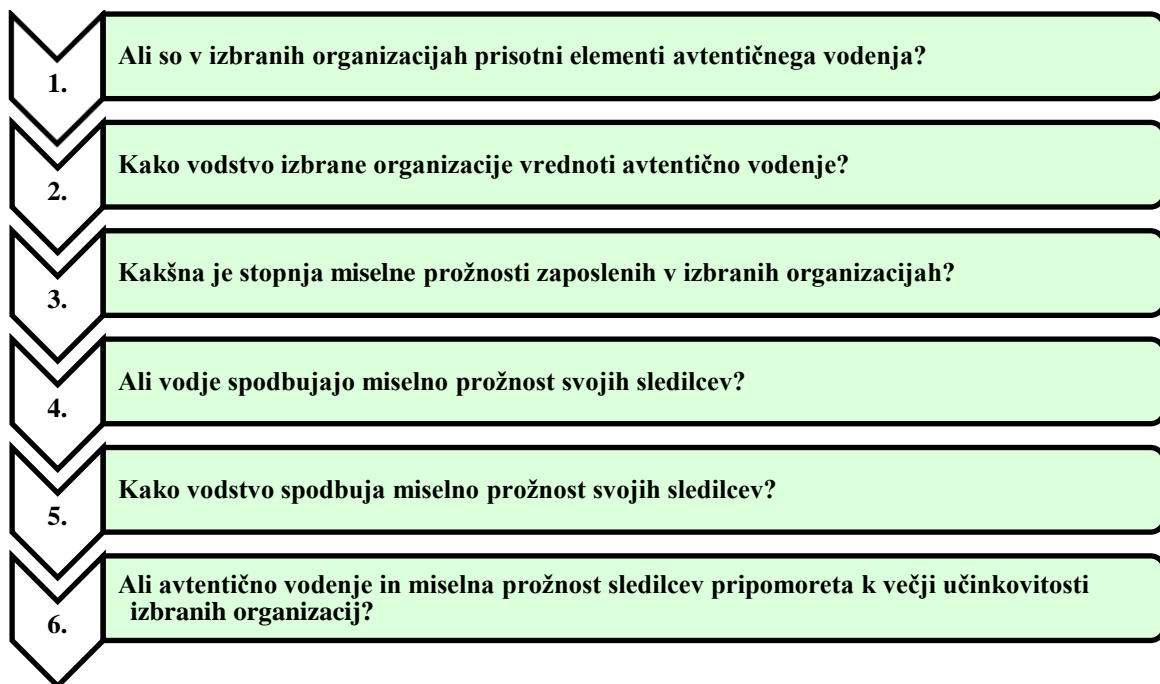 1.
Ali so v izbranih organizacijah prisotni elementi avtentičnega vodenja?
2.
Kako vodstvo izbrane organizacije vrednoti avtentično vodenje?
3.
Kakšna je stopnja miselne prožnosti zaposlenih v izbranih organizacijah?
4.
Ali vodje spodbujajo miselno prožnost svojih sledilcev?
5.
Kako vodstvo spodbuja miselno prožnost svojih sledilcev?
6.
Ali avtentično vodenje in miselna prožnost sledilcev pripomoreta k večji učinkovitosti
izbranih organizacij?